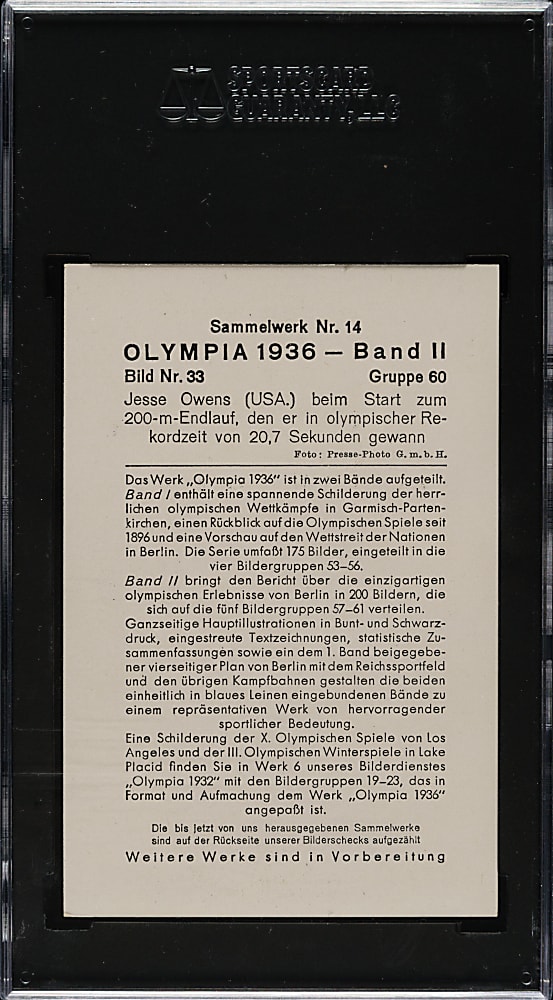 SPORTSCARD
GUARANTY, LLC
Sammelwerk Nr. 14
OLYMPIA 1936 — Band II
Bild Nr. 33 Gruppe 60
Jesse Owens (USA.) beim Start zum
200-m-Endlauf, den er in olympischer Re-
kordzeit von 20,7 Sekunden gewann
Foto: Presse-Photo G.m.b.H.
Das Werk „Olympia 1936“ ist in zwei Bände aufgeteilt.
Band I enthält eine spannende Schilderung der herr-
lichen olympischen Wettkämpfe in Garmisch-Parten-
kirchen, einen Rückblick auf die Olympischen Spiele seit
1896 und eine Vorschau auf den Wettstreit der Nationen
in Berlin. Die Serie umfaßt 175 Bilder, eingeteilt in die
vier Bildergruppen 53–56.
Band II bringt den Bericht über die einzigartigen
olympischen Erlebnisse von Berlin in 200 Bildern, die
sich auf die fünf Bildergruppen 57–61 verteilen.
Ganzseitige Hauptillustrationen in Bunt- und Schwarz-
druck, eingestreute Textzeichnungen, statistische Zu-
sammenfassungen sowie ein dem 1. Band beigegebe-
ner vierseitiger Plan von Berlin mit dem Reichssportfeld
und den übrigen Kampfbahnen gestalten die beiden
einheitlich in blaues Leinen eingebundenen Bände zu
einem repräsentativen Werk von hervorragender
sportlicher Bedeutung.
Eine Schilderung der X. Olympischen Spiele von Los
Angeles und der III. Olympischen Winterspiele in Lake
Placid finden Sie in Werk 6 unseres Bilderdienstes
„Olympia 1932“ mit den Bildergruppen 19–23, das in
Format und Aufmachung dem Werk „Olympia 1936“
angepaßt ist.
Die bis jetzt von uns herausgegebenen Sammelwerke
sind auf der Rückseite unserer Bilderschecks aufgezählt
Weitere Werke sind in Vorbereitung